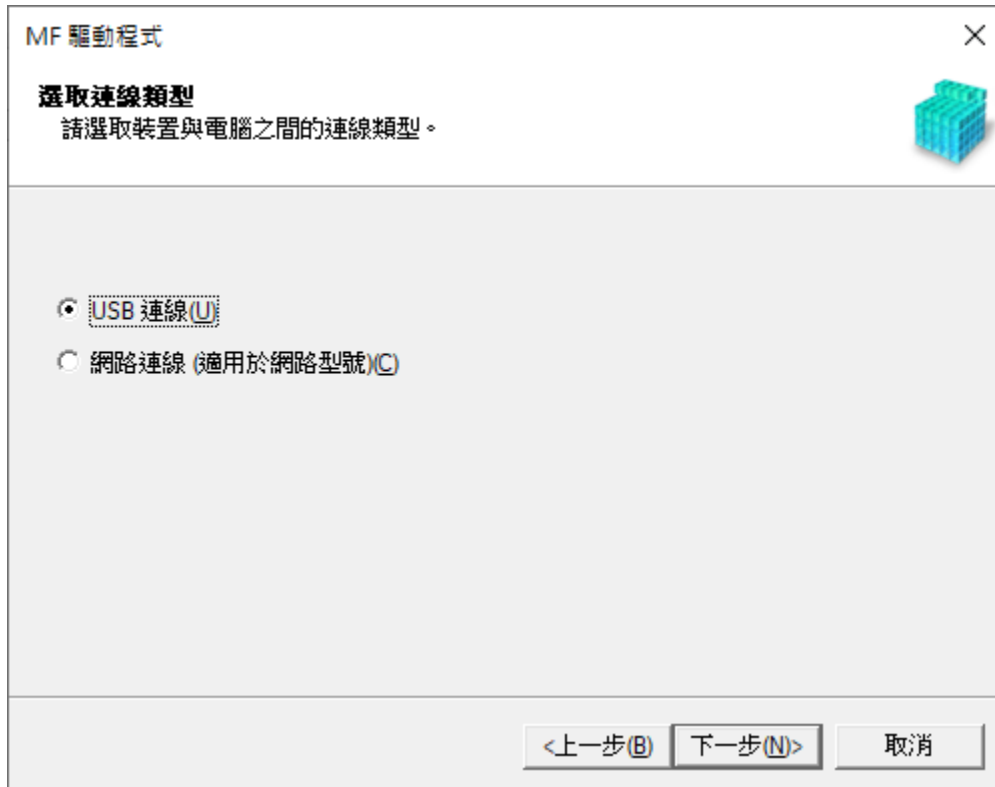 MF 驅動程式
選取連線類型
請選取裝置與電腦之間的連線類型。
USB 連線(U)
網路連線 (適用於網路型號)(C)
<上一步(B) 下一步(N)> 取消